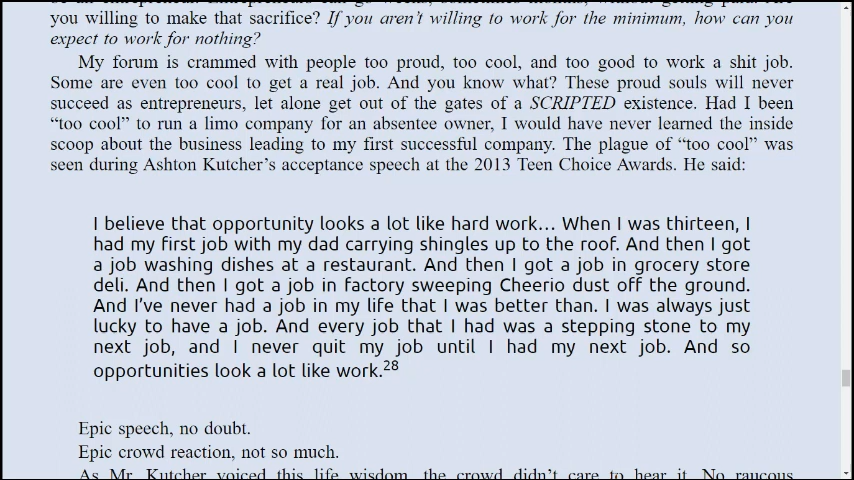 you willing to make that sacrifice? If you aren't willing to work for the minimum, how can you
expect to work for nothing?
My forum is crammed with people too proud, too cool, and too good to work a shit job.
Some are even too cool to get a real job. And you know what? These proud souls will never
succeed as entrepreneurs, let alone get out of the gates of a SCRIPTED existence. Had I been
“too cool” to run a limo company for an absentee owner, I would have never learned the inside
scoop about the business leading to my first successful company. The plague of “too cool” was
seen during Ashton Kutcher’s acceptance speech at the 2013 Teen Choice Awards. He said:
I believe that opportunity looks a lot like hard work… When I was thirteen, I
had my first job with my dad carrying shingles up to the roof. And then I got
a job washing dishes at a restaurant. And then I got a job in grocery store
deli. And then I got a job in factory sweeping Cheerio dust off the ground.
And I’ve never had a job in my life that I was better than. I was always just
lucky to have a job. And every job that I had was a stepping stone to my
next job, and I never quit my job until I had my next job. And so
opportunities look a lot like work.28
Epic speech, no doubt.
Epic crowd reaction, not so much.
As Mr. Kutcher voiced this life wisdom, the crowd didn’t care to hear it. No raucous